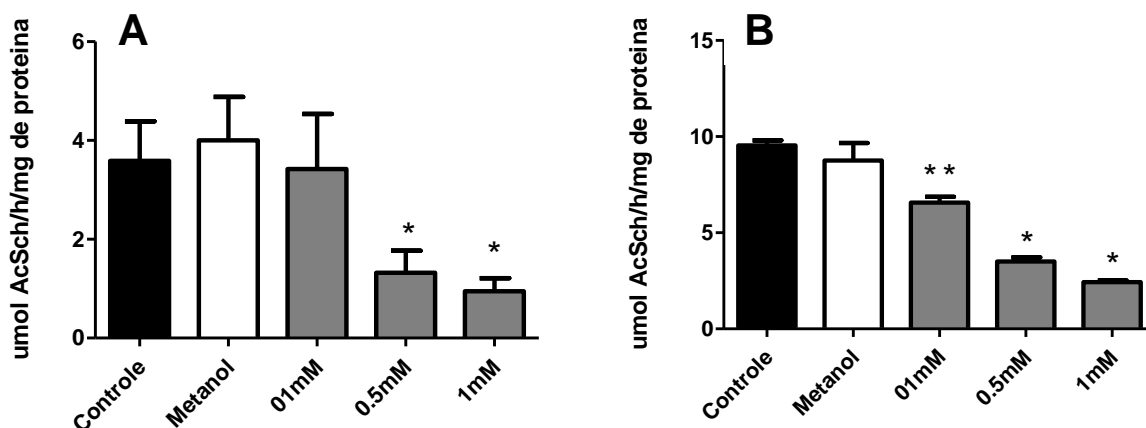 A
umol AcSch/h/mg de proteina
6
4
2
0
*
*
Controle
Metanol
01mM
0.5mM
1mM
B
umol AcSch/h/mg de proteina
15
10
5
0
* *
*
*
Controle
Metanol
01mM
0.5mM
1mM